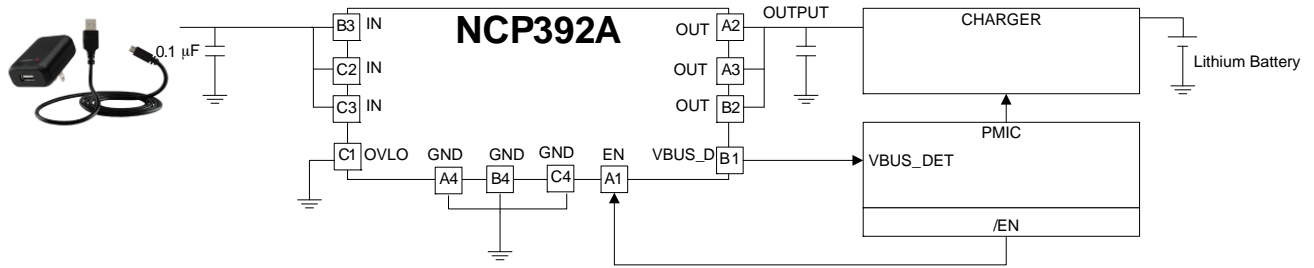 B3 IN
NCP392A
OUT A2
OUTPUT
CHARGER
0.1 μF
C2 IN
OUT A3
Lithium Battery
C3 IN
OUT B2
PMIC
C1 OVLO
GND
GND
GND
EN
VBUS_D B1
VBUS_DET
A4
B4
C4
A1
/EN